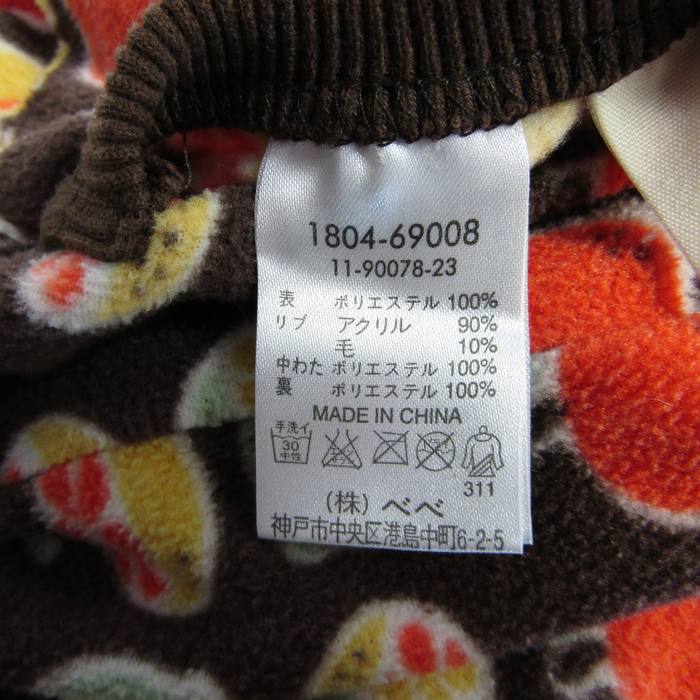 1804-69008
11-90078-23
表 ポリエステル 100%
リブ アクリル 90%
毛 10%
中わた ポリエステル 100%
裏 ポリエステル 100%
MADE IN CHINA
手洗イ
30
中性
311
(株) べべ
神戸市中央区港島中町6-2-5